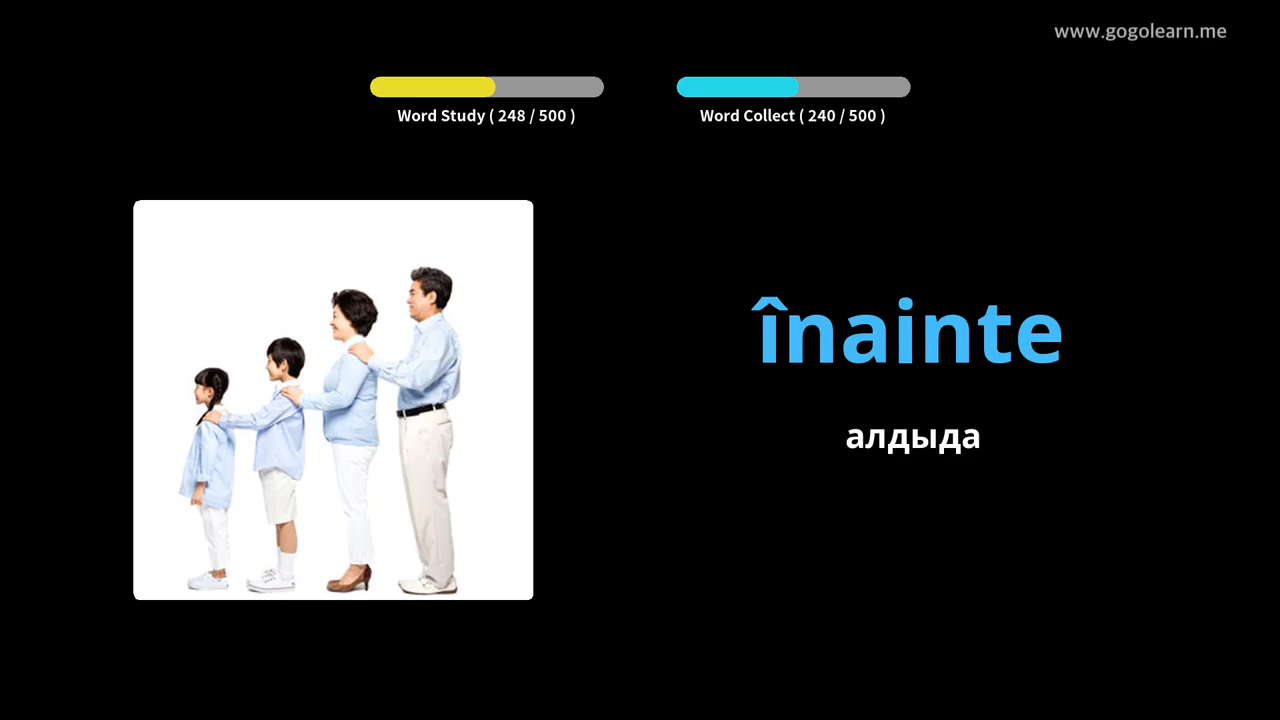 www.gogolearn.me
Word Study ( 248 / 500 )
Word Collect ( 240 / 500 )
înainte
алдыда